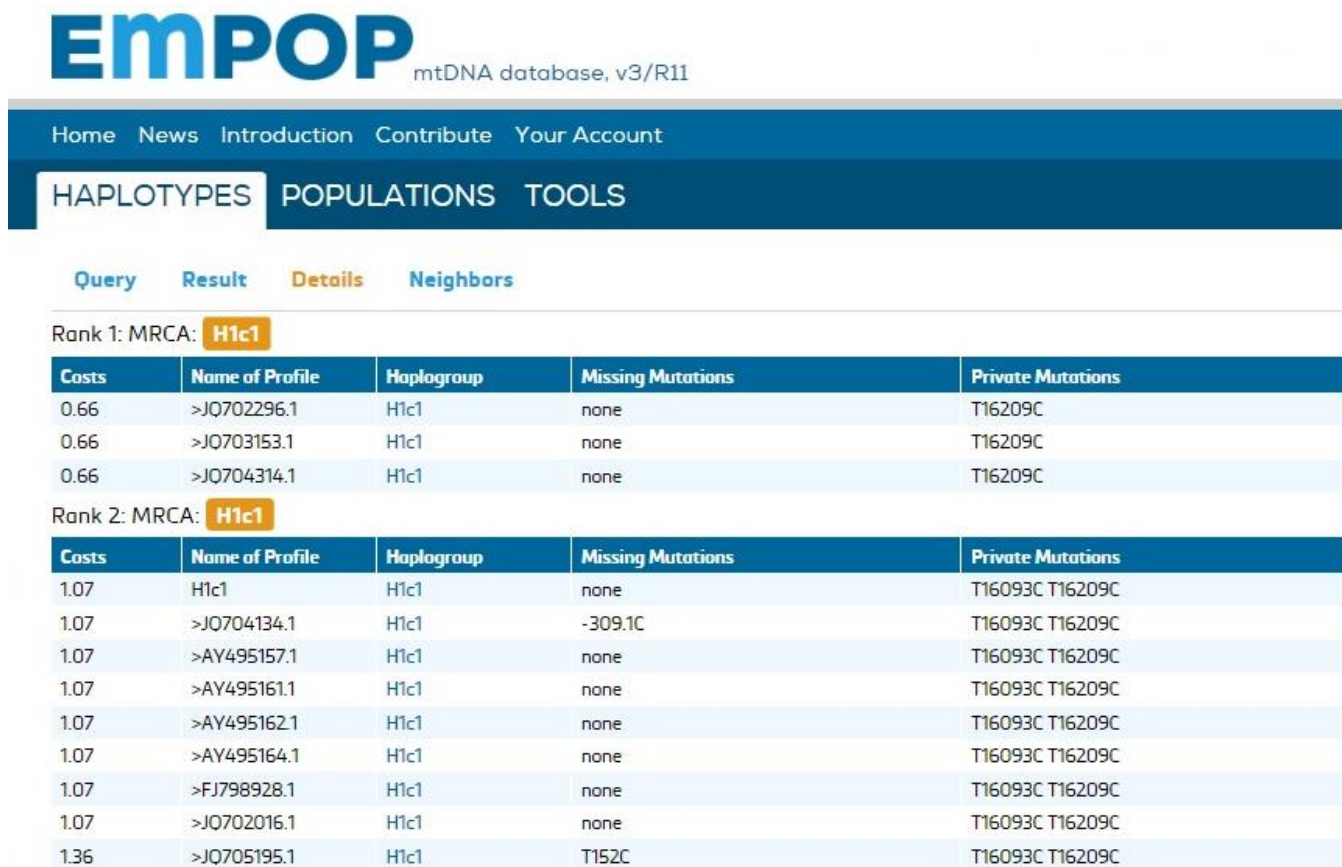 EMPOP mtDNA database, v3/R11
Home News Introduction Contribute Your Account
HAPLOTYPES POPULATIONS TOOLS
Query Result Details Neighbors
Rank 1: MRCA: H1c1
Costs Name of Profile Haplogroup Missing Mutations Private Mutations
0.66 >JQ702296.1 H1c1 none T16209C
0.66 >JQ703153.1 H1c1 none T16209C
0.66 >JQ704314.1 H1c1 none T16209C
Rank 2: MRCA: H1c1
Costs Name of Profile Haplogroup Missing Mutations Private Mutations
1.07 H1c1 H1c1 none T16093C T16209C
1.07 >JQ704134.1 H1c1 -309.1C T16093C T16209C
1.07 >AY495157.1 H1c1 none T16093C T16209C
1.07 >AY495161.1 H1c1 none T16093C T16209C
1.07 >AY495162.1 H1c1 none T16093C T16209C
1.07 >AY495164.1 H1c1 none T16093C T16209C
1.07 >FJ798928.1 H1c1 none T16093C T16209C
1.07 >JQ702016.1 H1c1 none T16093C T16209C
1.36 >JQ705195.1 H1c1 T152C T16093C T16209C